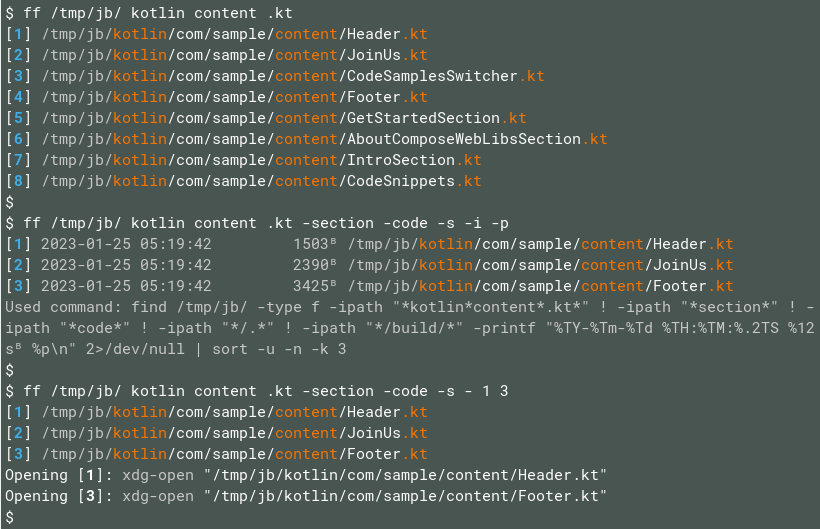 $ ff /tmp/jb/ kotlin content .kt
[1] /tmp/jb/kotlin/com/sample/content/Header.kt
[2] /tmp/jb/kotlin/com/sample/content/JoinUs.kt
[3] /tmp/jb/kotlin/com/sample/content/CodeSamplesSwitcher.kt
[4] /tmp/jb/kotlin/com/sample/content/Footer.kt
[5] /tmp/jb/kotlin/com/sample/content/GetStartedSection.kt
[6] /tmp/jb/kotlin/com/sample/content/AboutComposeWebLibsSection.kt
[7] /tmp/jb/kotlin/com/sample/content/IntroSection.kt
[8] /tmp/jb/kotlin/com/sample/content/CodeSnippets.kt
$
$ ff /tmp/jb/ kotlin content .kt -section -code -s -i -p
[1] 2023-01-25 05:19:42         1503ᴮ /tmp/jb/kotlin/com/sample/content/Header.kt
[2] 2023-01-25 05:19:42         2390ᴮ /tmp/jb/kotlin/com/sample/content/JoinUs.kt
[3] 2023-01-25 05:19:42         3425ᴮ /tmp/jb/kotlin/com/sample/content/Footer.kt
Used command: find /tmp/jb/ -type f -ipath "*kotlin*content*.kt*" ! -ipath "*section*" ! -
ipath "*code*" ! -ipath "*/.*" ! -ipath "*/build/*" -printf "%TY-%Tm-%Td %TH:%TM:%.2TS %12
sᴮ %p\n" 2>/dev/null | sort -u -n -k 3
$
$ ff /tmp/jb/ kotlin content .kt -section -code -s - 1 3
[1] /tmp/jb/kotlin/com/sample/content/Header.kt
[2] /tmp/jb/kotlin/com/sample/content/JoinUs.kt
[3] /tmp/jb/kotlin/com/sample/content/Footer.kt
Opening [1]: xdg-open "/tmp/jb/kotlin/com/sample/content/Header.kt"
Opening [3]: xdg-open "/tmp/jb/kotlin/com/sample/content/Footer.kt"
$